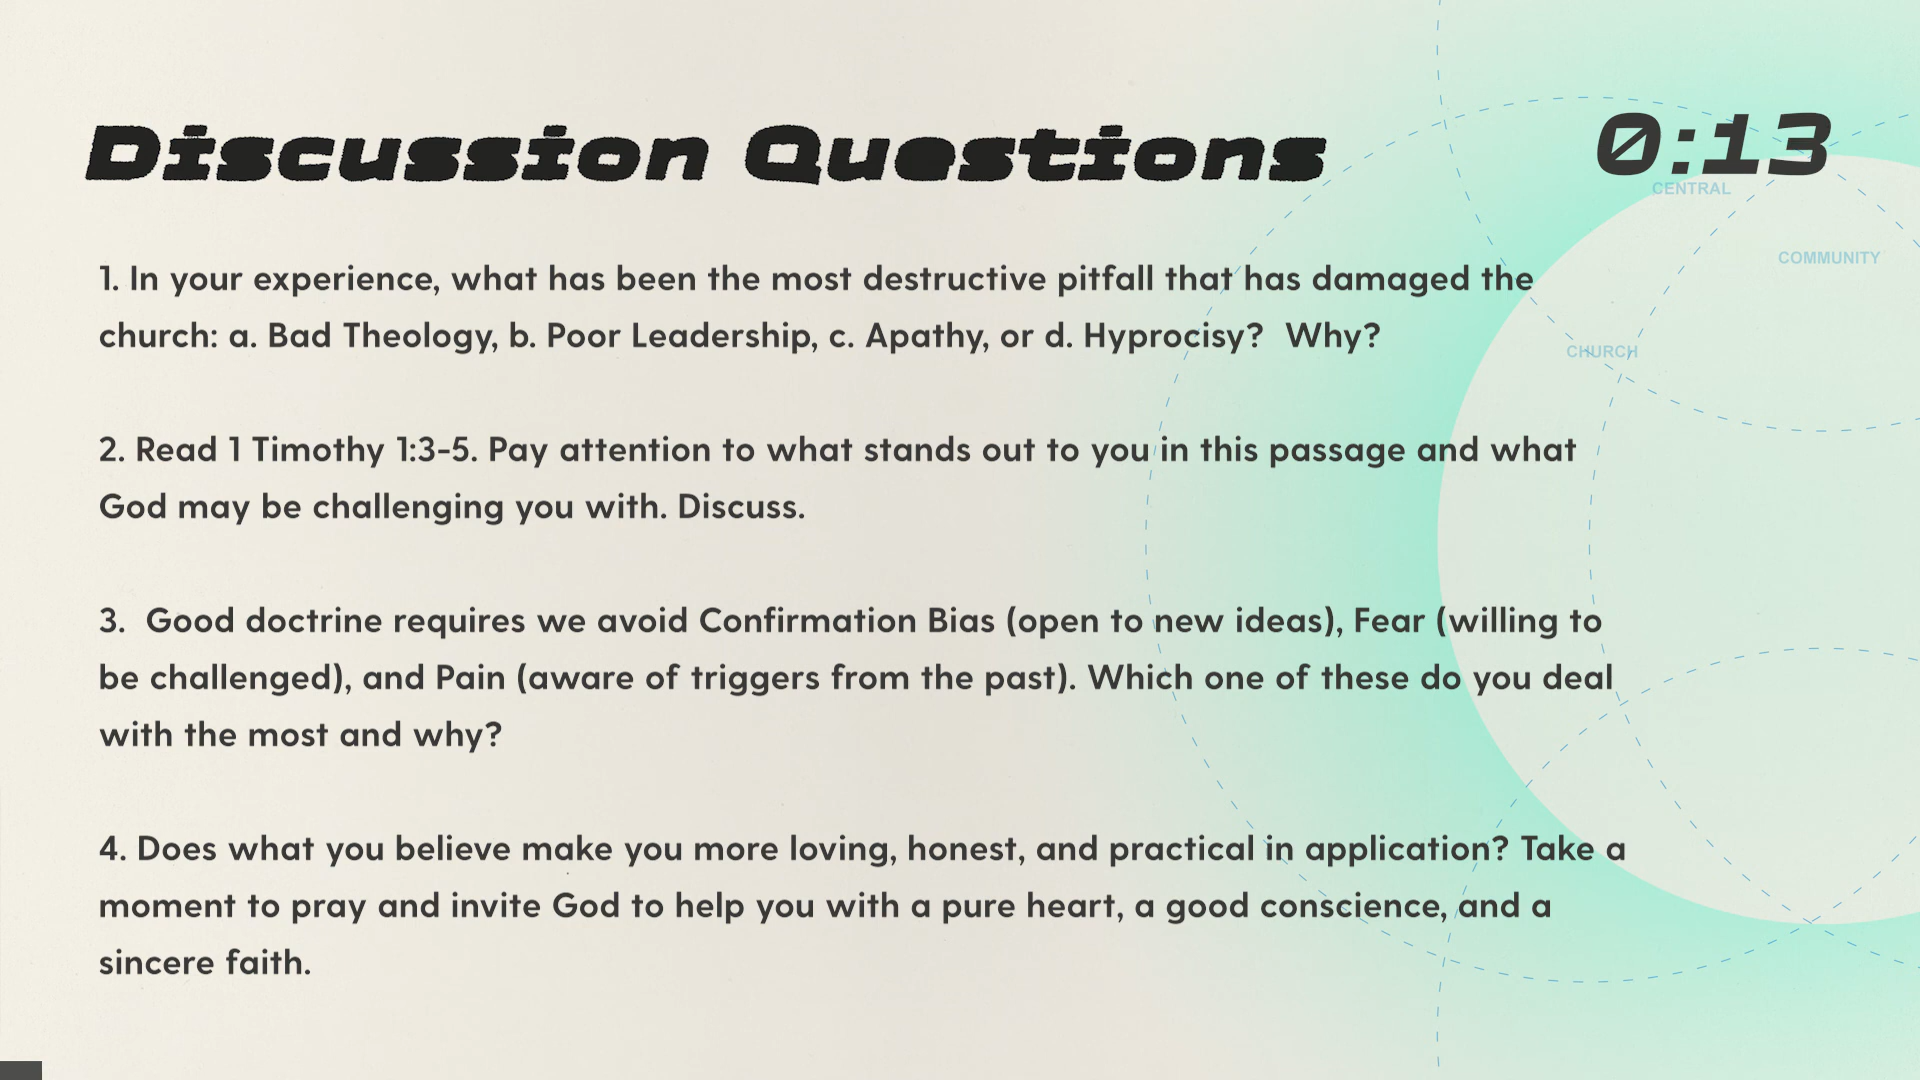 Discussion Questions
0:13
CENTRAL
COMMUNITY
CHURCH
1. In your experience, what has been the most destructive pitfall that has damaged the
church: a. Bad Theology, b. Poor Leadership, c. Apathy, or d. Hyprocisy?  Why?
2. Read 1 Timothy 1:3-5. Pay attention to what stands out to you in this passage and what
God may be challenging you with. Discuss.
3.  Good doctrine requires we avoid Confirmation Bias (open to new ideas), Fear (willing to
be challenged), and Pain (aware of triggers from the past). Which one of these do you deal
with the most and why?
4. Does what you believe make you more loving, honest, and practical in application? Take a
moment to pray and invite God to help you with a pure heart, a good conscience, and a
sincere faith.